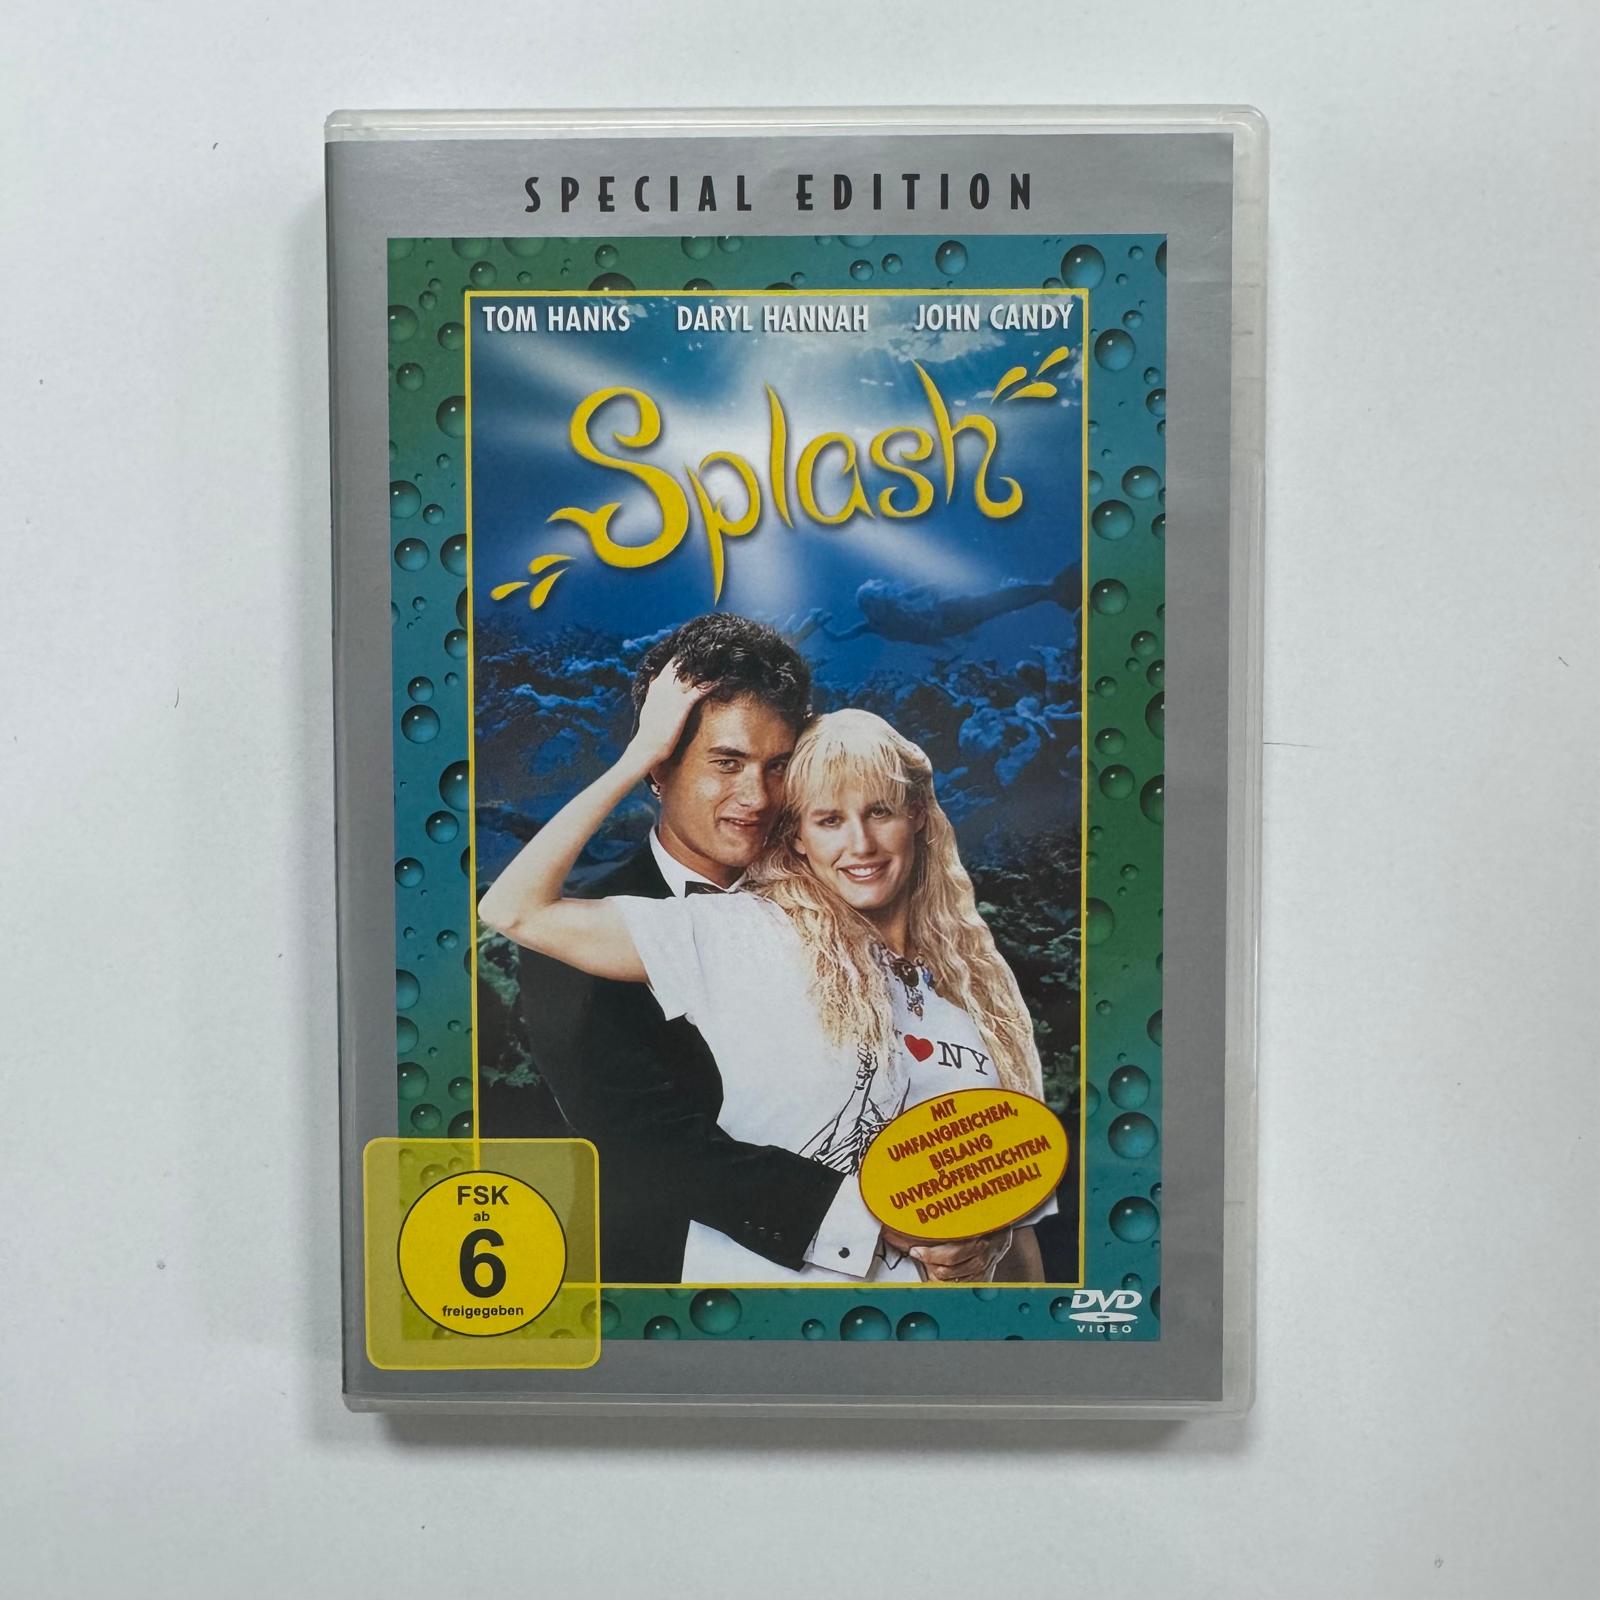 SPECIAL EDITION
TOM HANKS DARYL HANNAH JOHN CANDY
Splash
I ♥ NY
MIT
UMFANGREICHEM,
BISLANG
UNVERÖFFENTLICHTEM
BONUSMATERIAL!
FSK
ab
6
freigegeben
DVD
VIDEO